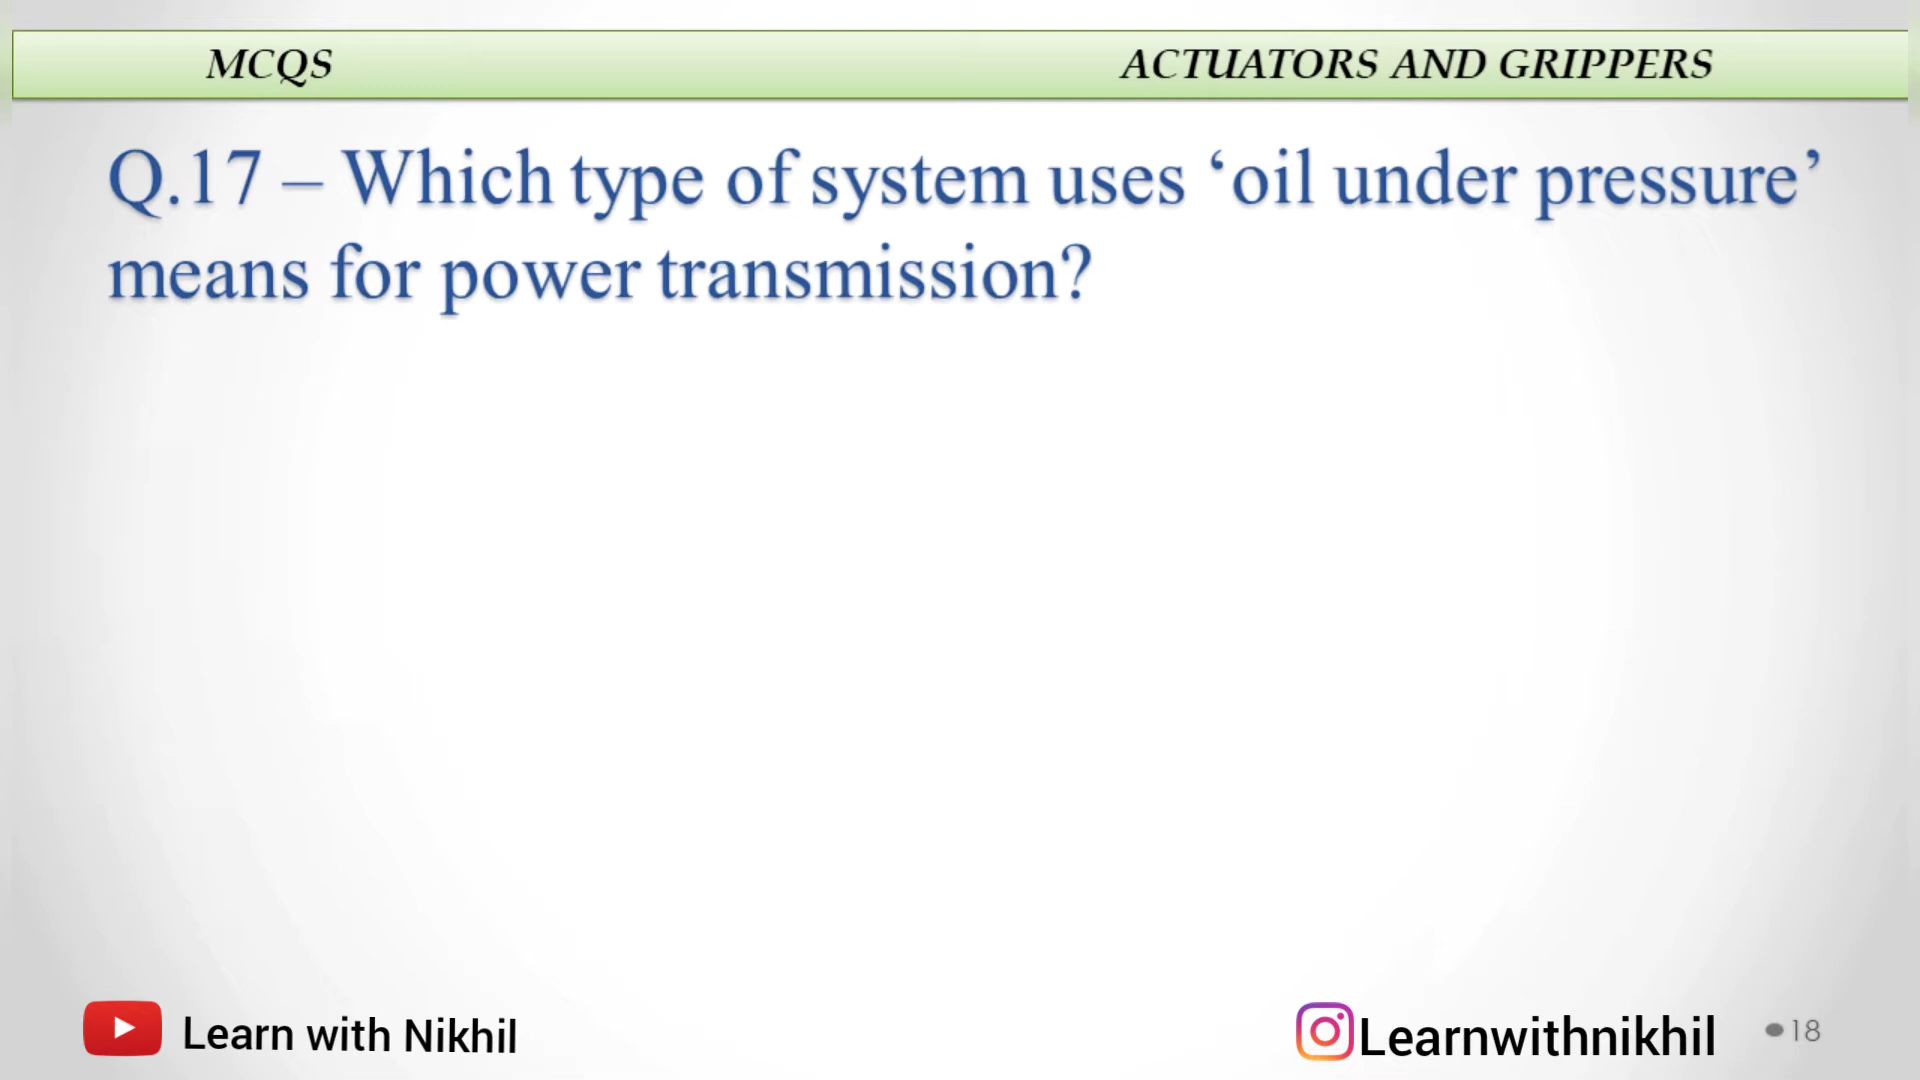 MCQS ACTUATORS AND GRIPPERS
Q.17 – Which type of system uses ‘oil under pressure’
means for power transmission?
Learn with Nikhil Learnwithnikhil 18